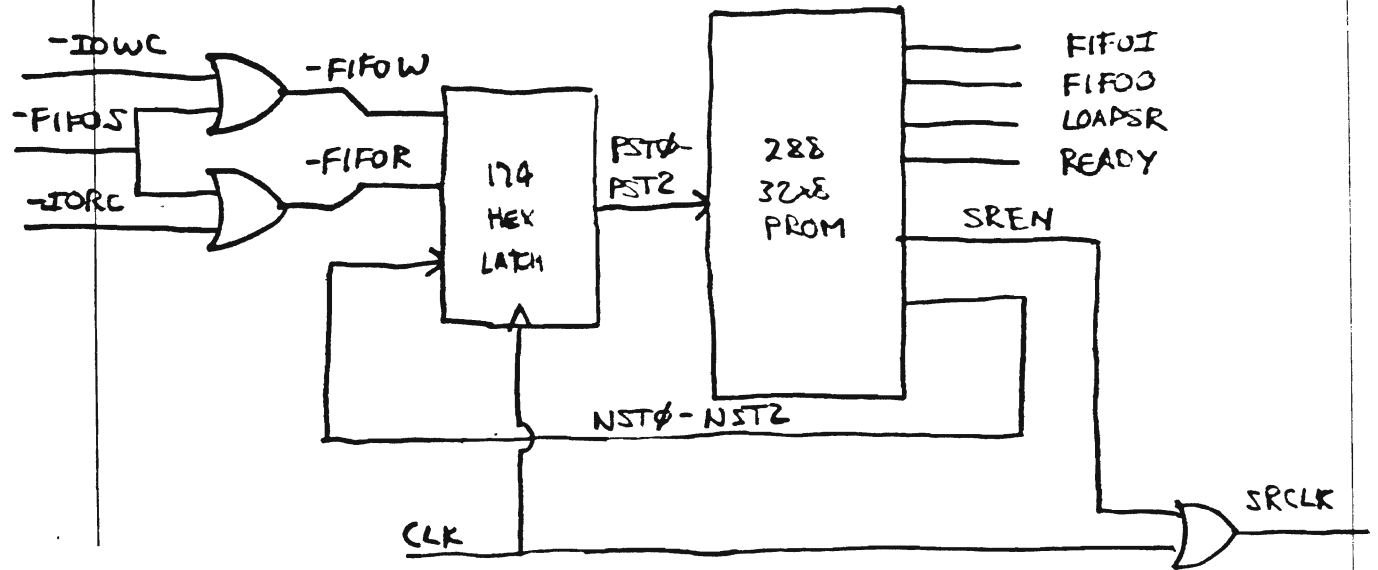 -IOWC
-FIFOW
-FIFOS
-FIFOR
-IORC
174
HEX
LATCH
PSTØ-
PST2
288
32x8
PROM
FIFOI
FIFOO
LOADSR
READY
SREN
NSTØ-NST2
CLK
SRCLK